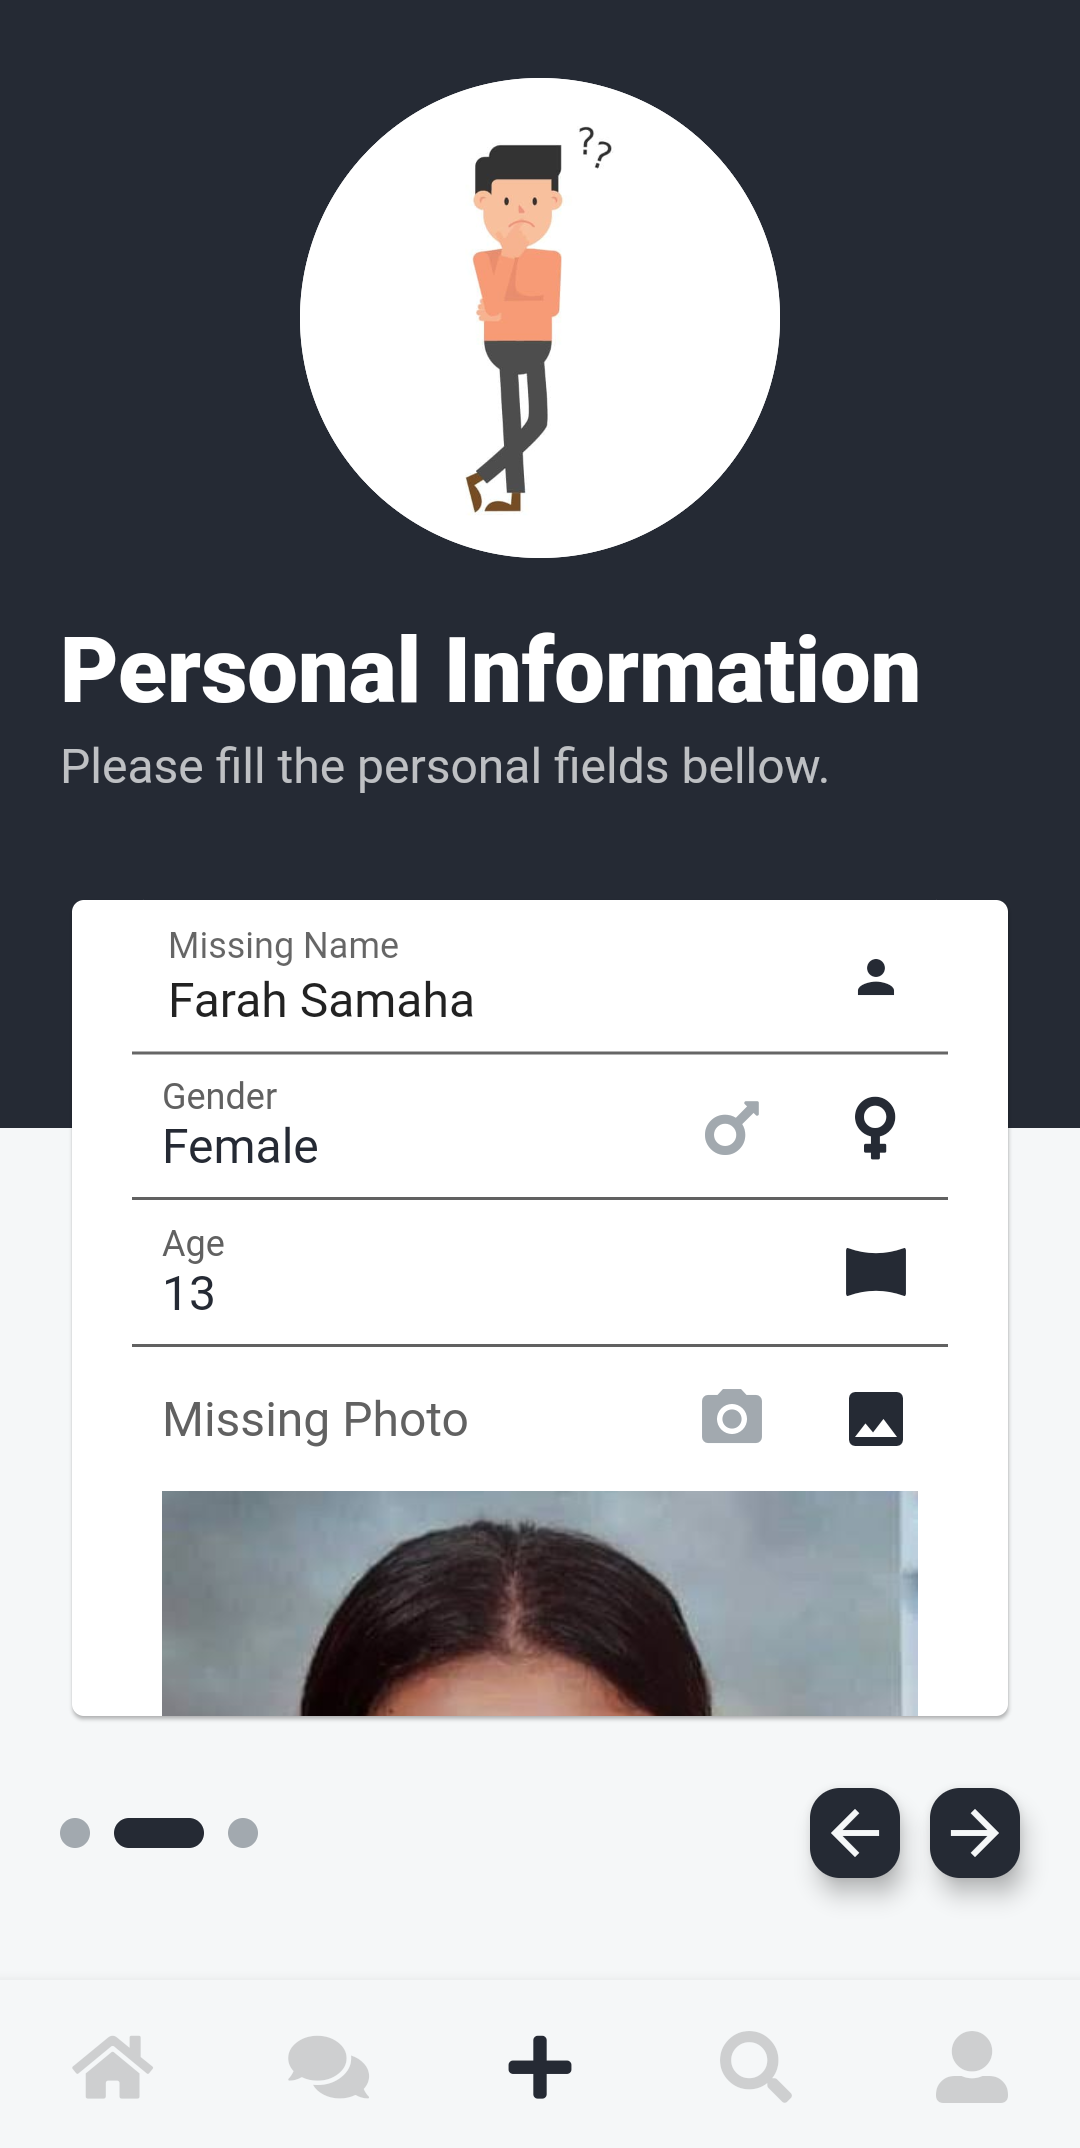 ??
Personal Information
Please fill the personal fields bellow.
Missing Name
Farah Samaha
Gender
Female
Age
13
Missing Photo